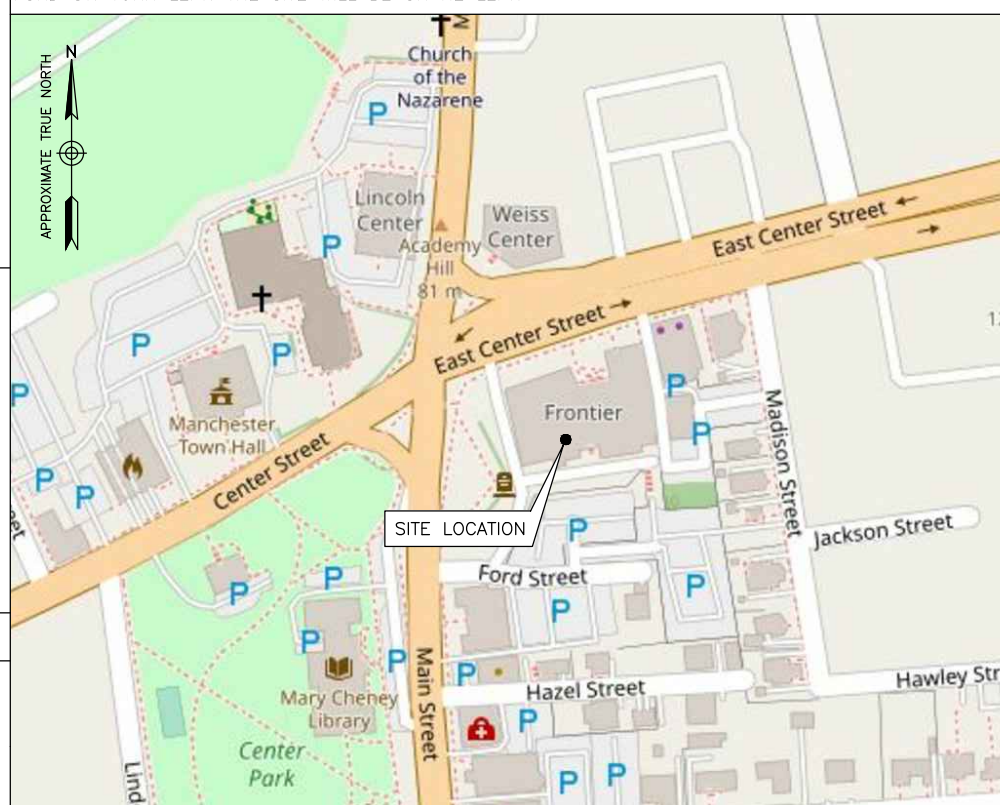 N
APPROXIMATE TRUE NORTH
Church
of the
Nazarene
P
Lincoln
Center
Weiss
Center
Academy
Hill
81 m
P
East Center Street
East Center Street
P
P
P
Manchester
Town Hall
Frontier
P
P
P
P
Center Street
Madison Street
SITE LOCATION
P
Jackson Street
Ford Street
P
P
P
P
P
P
P
Main Street
Mary Cheney
Library
Hazel Street
Hawley Str
P
Center
Park
Lind
P
P